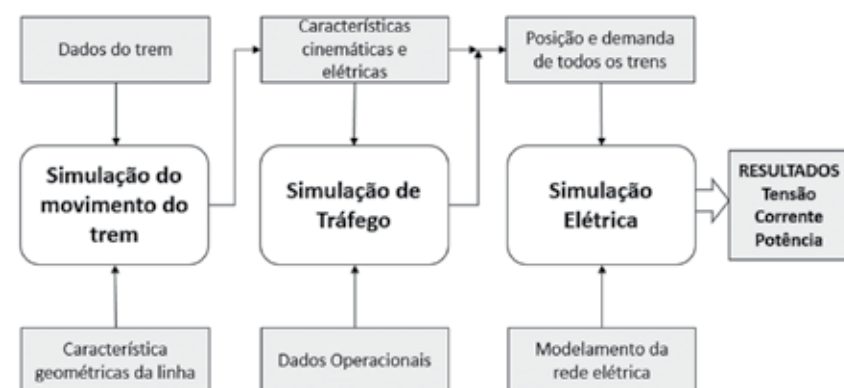 Dados do trem
Características
cinemáticas e
elétricas
Posição e demanda
de todos os trens
Simulação do
movimento do
trem
Simulação de
Tráfego
Simulação
Elétrica
RESULTADOS
Tensão
Corrente
Potência
Característica
geométricas da linha
Dados Operacionais
Modelamento da
rede elétrica